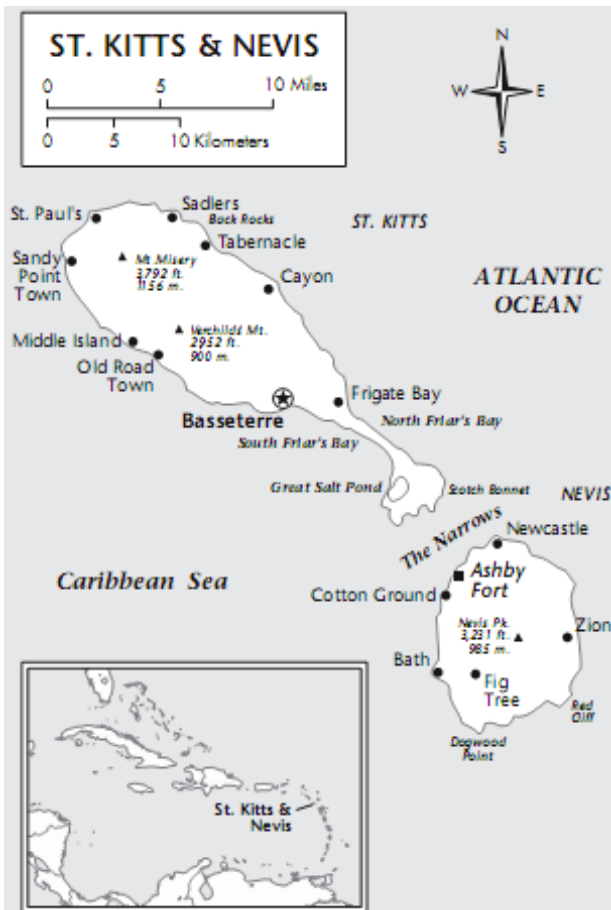 ST. KITTS & NEVIS
0 5 10 Miles
0 5 10 Kilometers
N
W E
S
St. Paul's
Sadlers
Back Rocks
ST. KITTS
Tabernacle
Sandy
Point
Town
Mt Misery
3792 ft.
1156 m.
Cayon
ATLANTIC
OCEAN
Middle Island
Verchilds Mt.
2952 ft.
900 m.
Old Road
Town
Basseterre
Frigate Bay
North Friar's Bay
South Friar's Bay
Great Salt Pond
Scotch Bonnet
NEVIS
The Narrows
Newcastle
Caribbean Sea
Ashby
Fort
Cotton Ground
Nevis Pk.
3,231 ft.
985 m.
Zion
Bath
Fig
Tree
Red
Cliff
Dogwood
Point
St. Kitts &
Nevis